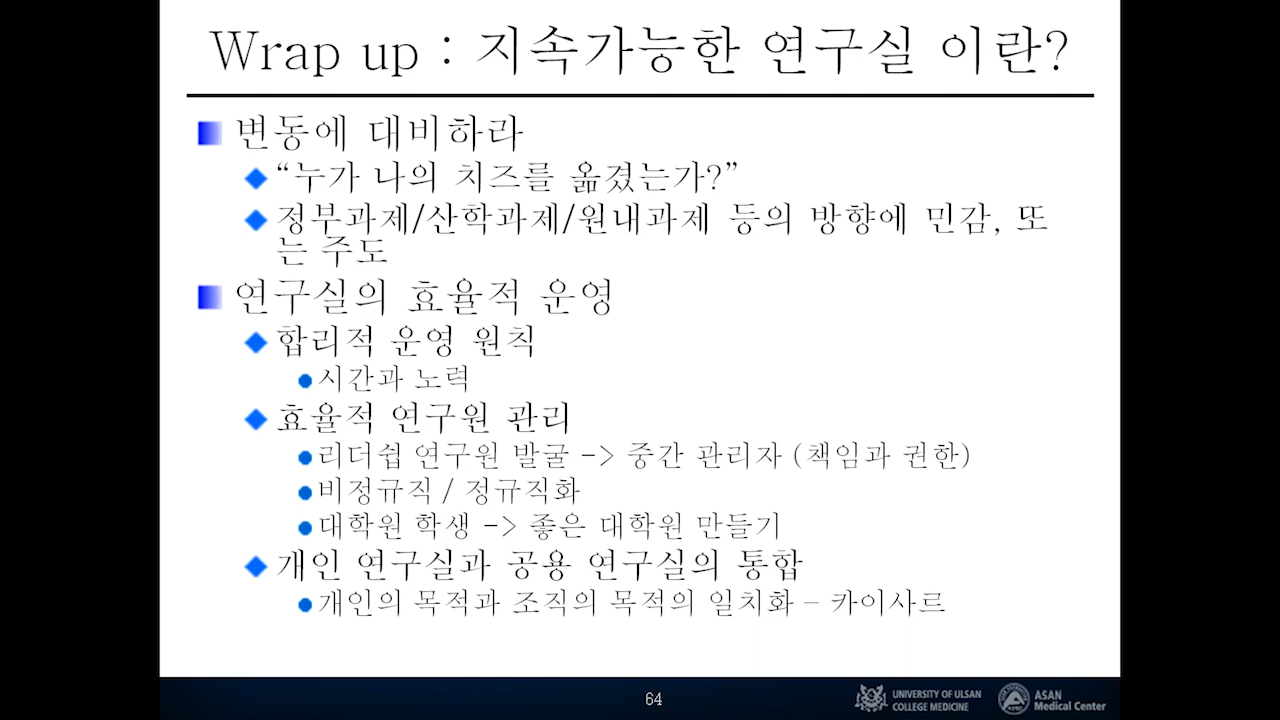 Wrap up : 지속가능한 연구실 이란?
변동에 대비하라
“누가 나의 치즈를 옮겼는가?”
정부과제/산학과제/원내과제 등의 방향에 민감, 또
는 주도
연구실의 효율적 운영
합리적 운영 원칙
시간과 노력
효율적 연구원 관리
리더쉽 연구원 발굴 -> 중간 관리자 (책임과 권한)
비정규직 / 정규직화
대학원 학생 -> 좋은 대학원 만들기
개인 연구실과 공용 연구실의 통합
개인의 목적과 조직의 목적의 일치화 – 카이사르
64
UNIVERSITY OF ULSAN
COLLEGE MEDICINE
ASAN
Medical Center